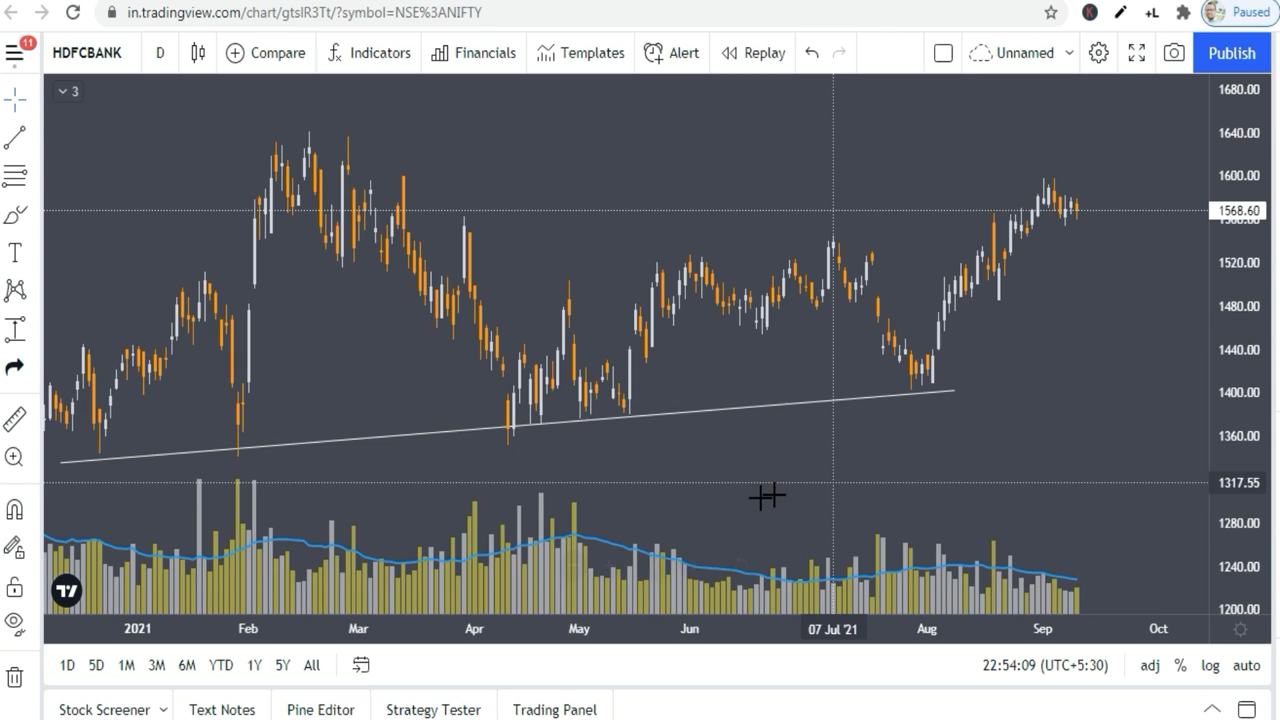 in.tradingview.com/chart/gtslR3Tt/?symbol=NSE%3ANIFTY
K +L Paused
11 HDFCBANK D Compare Indicators Financials Templates Alert Replay Unnamed Publish
3
1680.00
1640.00
1600.00
1568.60
1520.00
1480.00
1440.00
1400.00
1360.00
1317.55
1280.00
1240.00
1200.00
2021 Feb Mar Apr May Jun 07 Jul '21 Aug Sep Oct
1D 5D 1M 3M 6M YTD 1Y 5Y All 22:54:09 (UTC+5:30) adj % log auto
Stock Screener Text Notes Pine Editor Strategy Tester Trading Panel